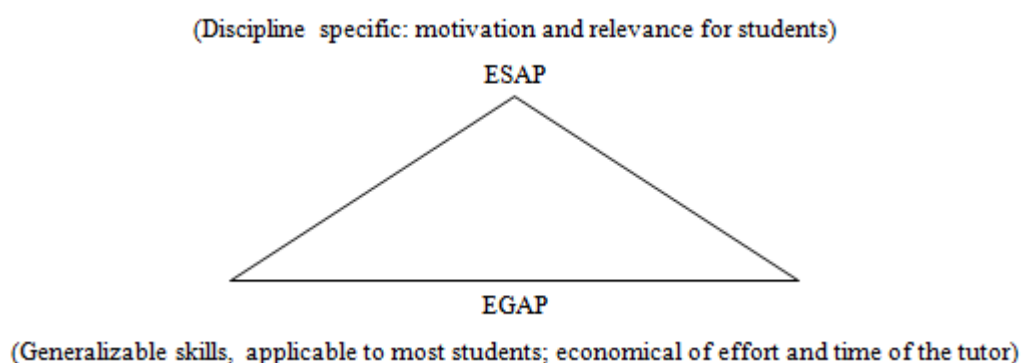 (Discipline specific: motivation and relevance for students)
ESAP
EGAP
(Generalizable skills, applicable to most students; economical of effort and time of the tutor)